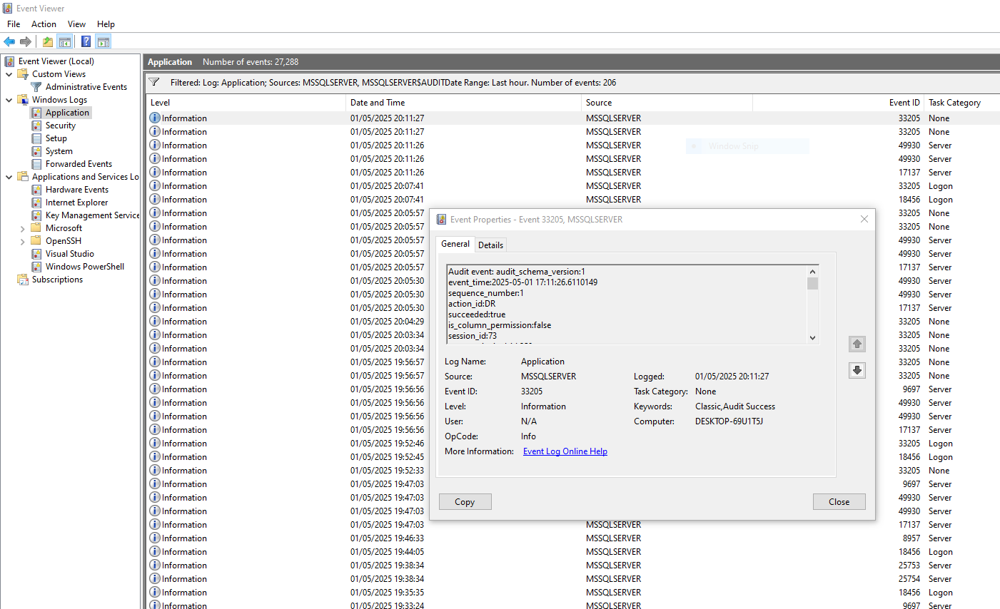 Event Viewer
File Action View Help
Event Viewer (Local)
Custom Views
Administrative Events
Windows Logs
Application
Security
Setup
System
Forwarded Events
Applications and Services Lo
Hardware Events
Internet Explorer
Key Management Service
Microsoft
OpenSSH
Visual Studio
Windows PowerShell
Subscriptions
Application Number of events: 27,288
Filtered: Log: Application; Sources: MSSQLSERVER, MSSQLSERVER$AUDITDate Range: Last hour. Number of events: 206
Level Date and Time Source Event ID Task Category
Information 01/05/2025 20:11:27 MSSQLSERVER 33205 None
Information 01/05/2025 20:11:27 MSSQLSERVER 33205 None
Information 01/05/2025 20:11:26 MSSQLSERVER 49930 Server
Information 01/05/2025 20:11:26 MSSQLSERVER 49930 Server
Information 01/05/2025 20:11:26 MSSQLSERVER 17137 Server
Information 01/05/2025 20:07:41 MSSQLSERVER 33205 Logon
Information 01/05/2025 20:07:41 MSSQLSERVER 18456 Logon
Information 01/05/2025 20:05:57 33205 None
Information 01/05/2025 20:05:57 33205 None
Information 01/05/2025 20:05:57 49930 Server
Information 01/05/2025 20:05:57 49930 Server
Information 01/05/2025 20:05:57 17137 Server
Information 01/05/2025 20:05:30 49930 Server
Information 01/05/2025 20:05:30 49930 Server
Information 01/05/2025 20:05:30 17137 Server
Information 01/05/2025 20:04:29 33205 None
Information 01/05/2025 20:03:34 33205 None
Information 01/05/2025 20:03:34 33205 None
Information 01/05/2025 19:56:57 33205 None
Information 01/05/2025 19:56:57 33205 None
Information 01/05/2025 19:56:56 9697 Server
Information 01/05/2025 19:56:56 49930 Server
Information 01/05/2025 19:56:56 49930 Server
Information 01/05/2025 19:56:56 17137 Server
Information 01/05/2025 19:52:46 33205 Logon
Information 01/05/2025 19:52:45 18456 Logon
Information 01/05/2025 19:52:33 33205 None
Information 01/05/2025 19:47:03 9697 Server
Information 01/05/2025 19:47:03 49930 Server
Information 01/05/2025 19:47:03 49930 Server
Information 01/05/2025 19:47:03 MSSQLSERVER 17137 Server
Information 01/05/2025 19:46:33 MSSQLSERVER 8957 Server
Information 01/05/2025 19:44:05 MSSQLSERVER 18456 Logon
Information 01/05/2025 19:38:34 MSSQLSERVER 25753 Server
Information 01/05/2025 19:38:34 MSSQLSERVER 25754 Server
Information 01/05/2025 19:35:35 MSSQLSERVER 18456 Logon
Information 01/05/2025 19:33:24 MSSQLSERVER 9697 Server
Window Snip
Event Properties - Event 33205, MSSQLSERVER
General Details
Audit event: audit_schema_version:1
event_time:2025-05-01 17:11:26.6110149
sequence_number:1
action_id:DR
succeeded:true
is_column_permission:false
session_id:73
Log Name: Application
Source: MSSQLSERVER Logged: 01/05/2025 20:11:27
Event ID: 33205 Task Category: None
Level: Information Keywords: Classic,Audit Success
User: N/A Computer: DESKTOP-69U1T5J
OpCode: Info
More Information: Event Log Online Help
Copy Close